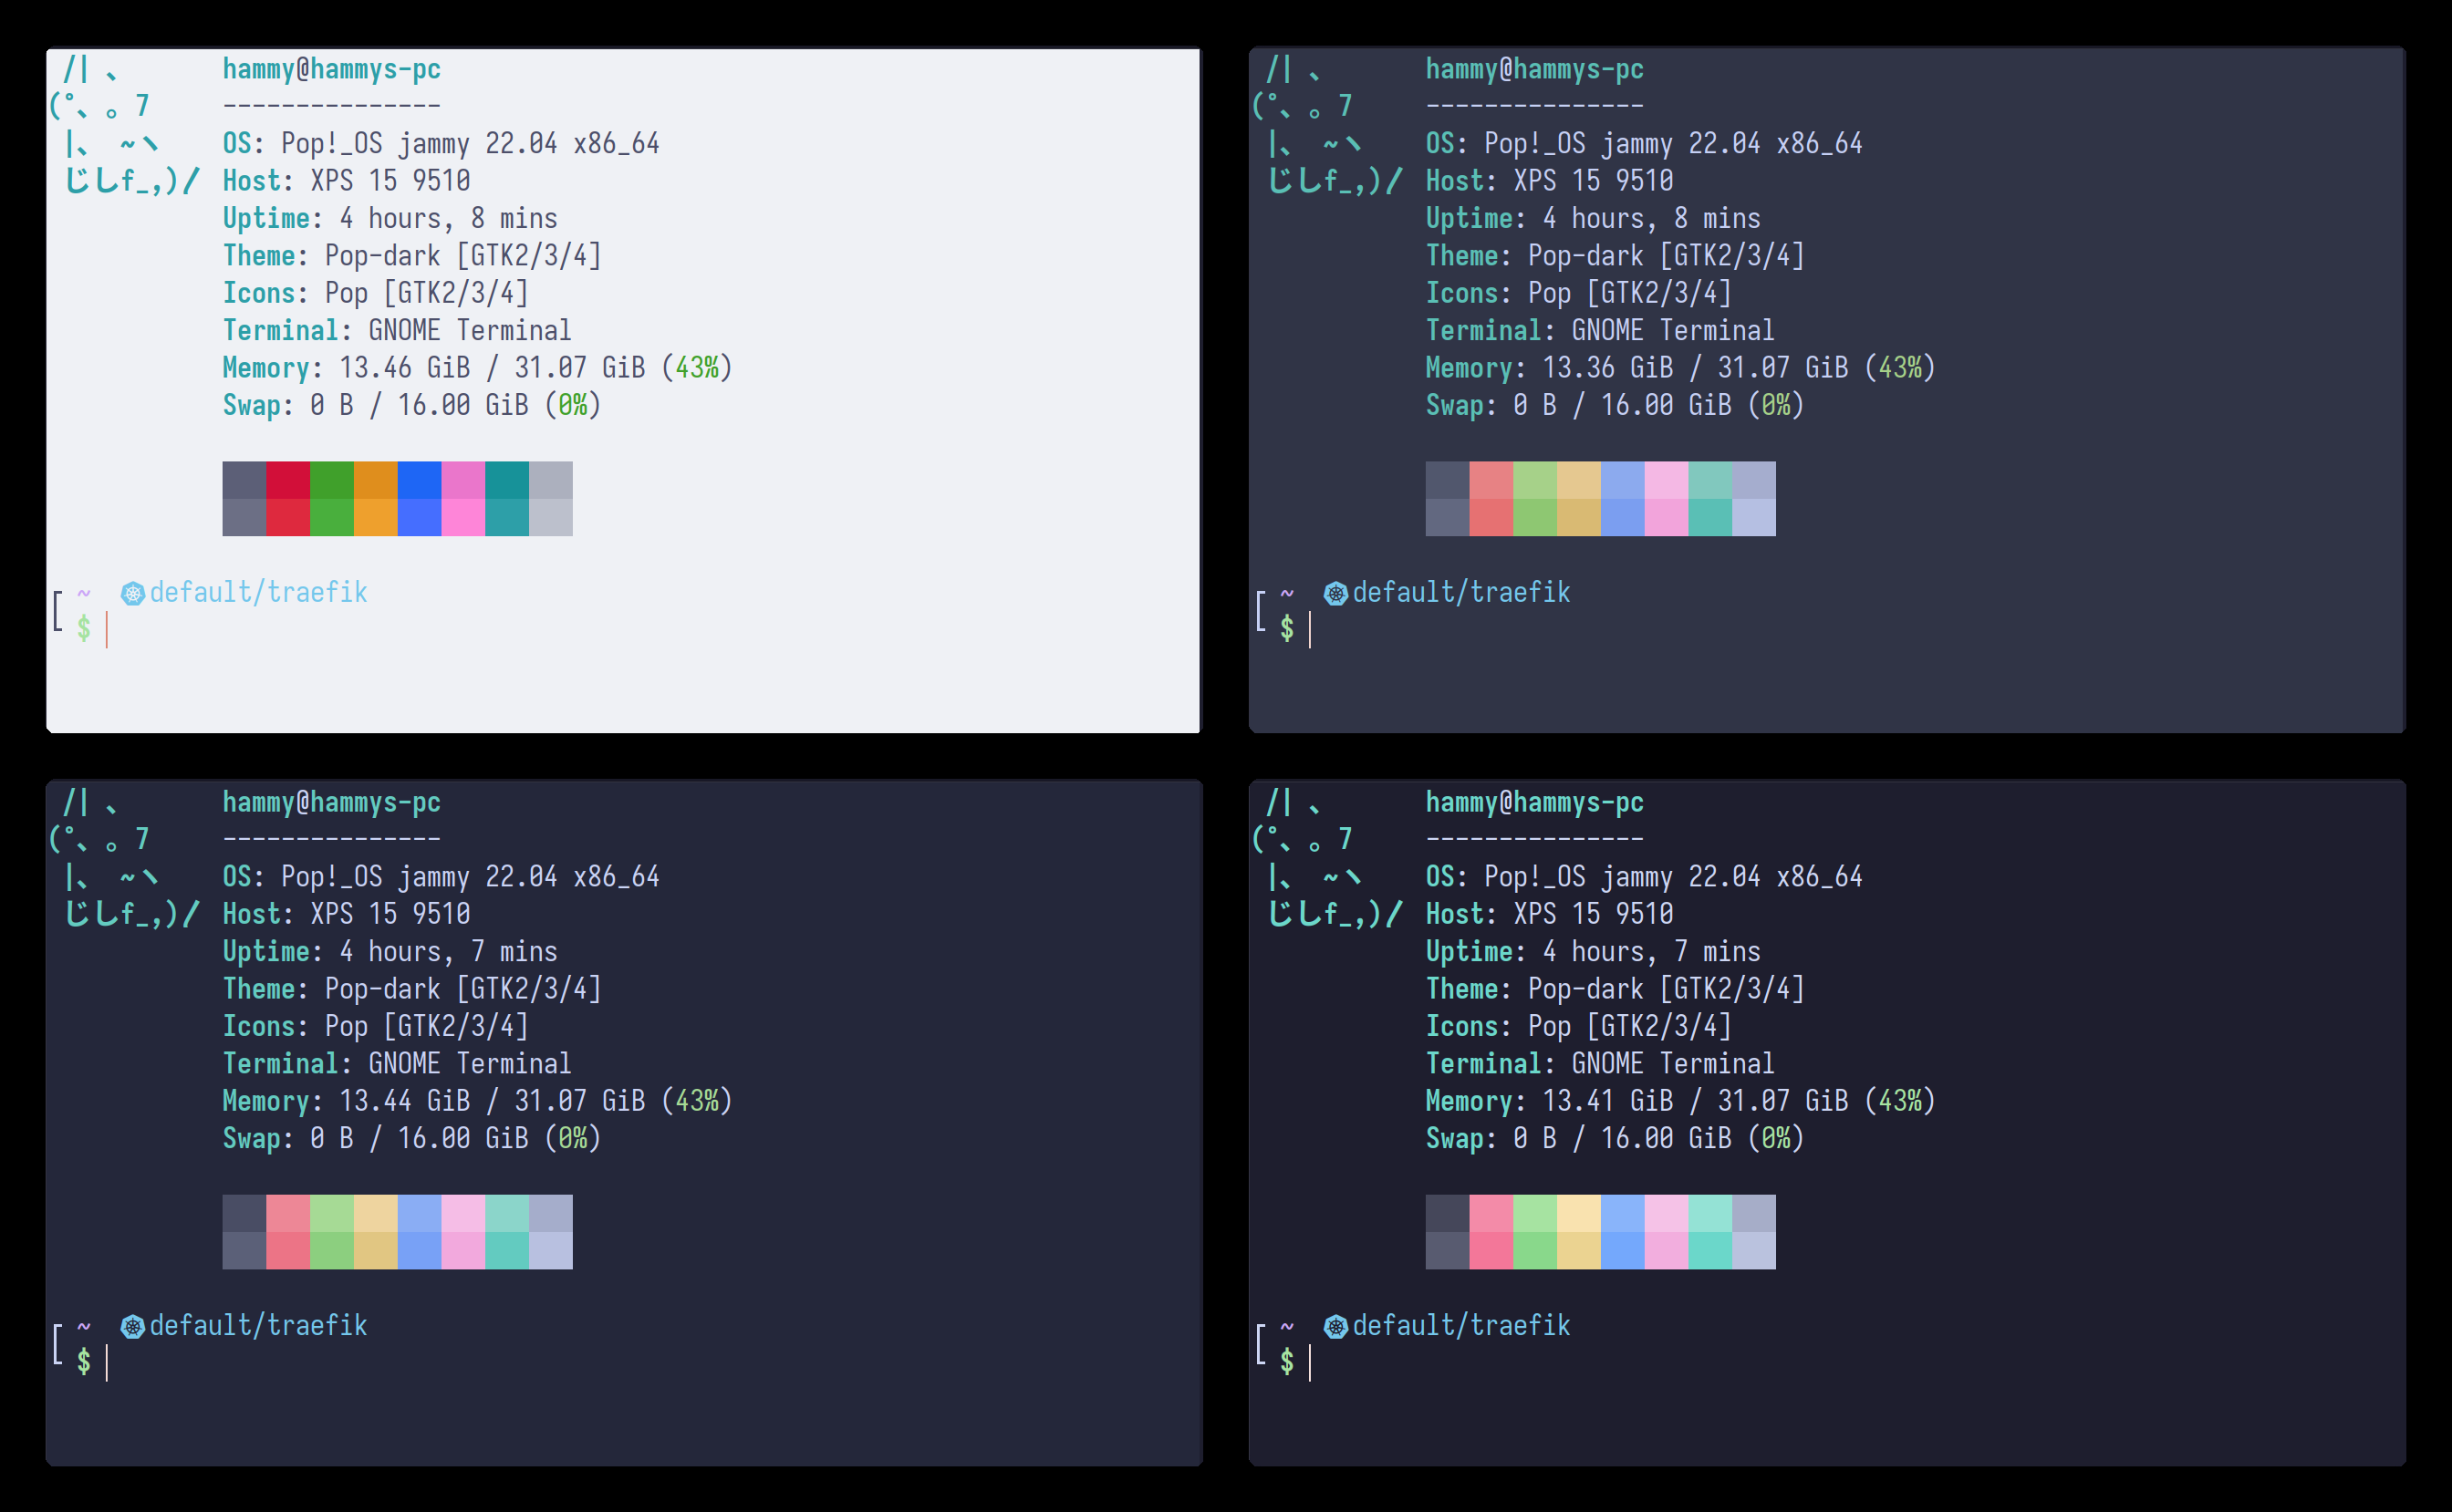 /| 、 hammy@hammys-pc
(˚、。7 ---------------
|、 ~ヽ OS: Pop!_OS jammy 22.04 x86_64
じしf_,)/ Host: XPS 15 9510
Uptime: 4 hours, 8 mins
Theme: Pop-dark [GTK2/3/4]
Icons: Pop [GTK2/3/4]
Terminal: GNOME Terminal
Memory: 13.46 GiB / 31.07 GiB (43%)
Swap: 0 B / 16.00 GiB (0%)
~ default/traefik
$
/| 、 hammy@hammys-pc
(˚、。7 ---------------
|、 ~ヽ OS: Pop!_OS jammy 22.04 x86_64
じしf_,)/ Host: XPS 15 9510
Uptime: 4 hours, 8 mins
Theme: Pop-dark [GTK2/3/4]
Icons: Pop [GTK2/3/4]
Terminal: GNOME Terminal
Memory: 13.36 GiB / 31.07 GiB (43%)
Swap: 0 B / 16.00 GiB (0%)
~ default/traefik
$
/| 、 hammy@hammys-pc
(˚、。7 ---------------
|、 ~ヽ OS: Pop!_OS jammy 22.04 x86_64
じしf_,)/ Host: XPS 15 9510
Uptime: 4 hours, 7 mins
Theme: Pop-dark [GTK2/3/4]
Icons: Pop [GTK2/3/4]
Terminal: GNOME Terminal
Memory: 13.44 GiB / 31.07 GiB (43%)
Swap: 0 B / 16.00 GiB (0%)
~ default/traefik
$
/| 、 hammy@hammys-pc
(˚、。7 ---------------
|、 ~ヽ OS: Pop!_OS jammy 22.04 x86_64
じしf_,)/ Host: XPS 15 9510
Uptime: 4 hours, 7 mins
Theme: Pop-dark [GTK2/3/4]
Icons: Pop [GTK2/3/4]
Terminal: GNOME Terminal
Memory: 13.41 GiB / 31.07 GiB (43%)
Swap: 0 B / 16.00 GiB (0%)
~ default/traefik
$